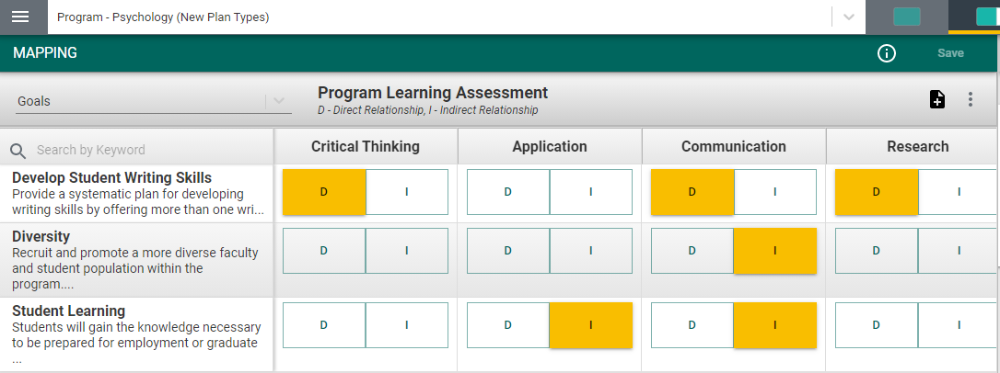 Program - Psychology (New Plan Types)
MAPPING
Save
Goals
Program Learning Assessment
D - Direct Relationship, I - Indirect Relationship
Search by Keyword
Critical Thinking
Application
Communication
Research
Develop Student Writing Skills
Provide a systematic plan for developing
writing skills by offering more than one wri...
D I D I D I D I
Diversity
Recruit and promote a more diverse faculty
and student population within the
program....
D I D I D I D I
Student Learning
Students will gain the knowledge necessary
to be prepared for employment or graduate
...
D I D I D I D I